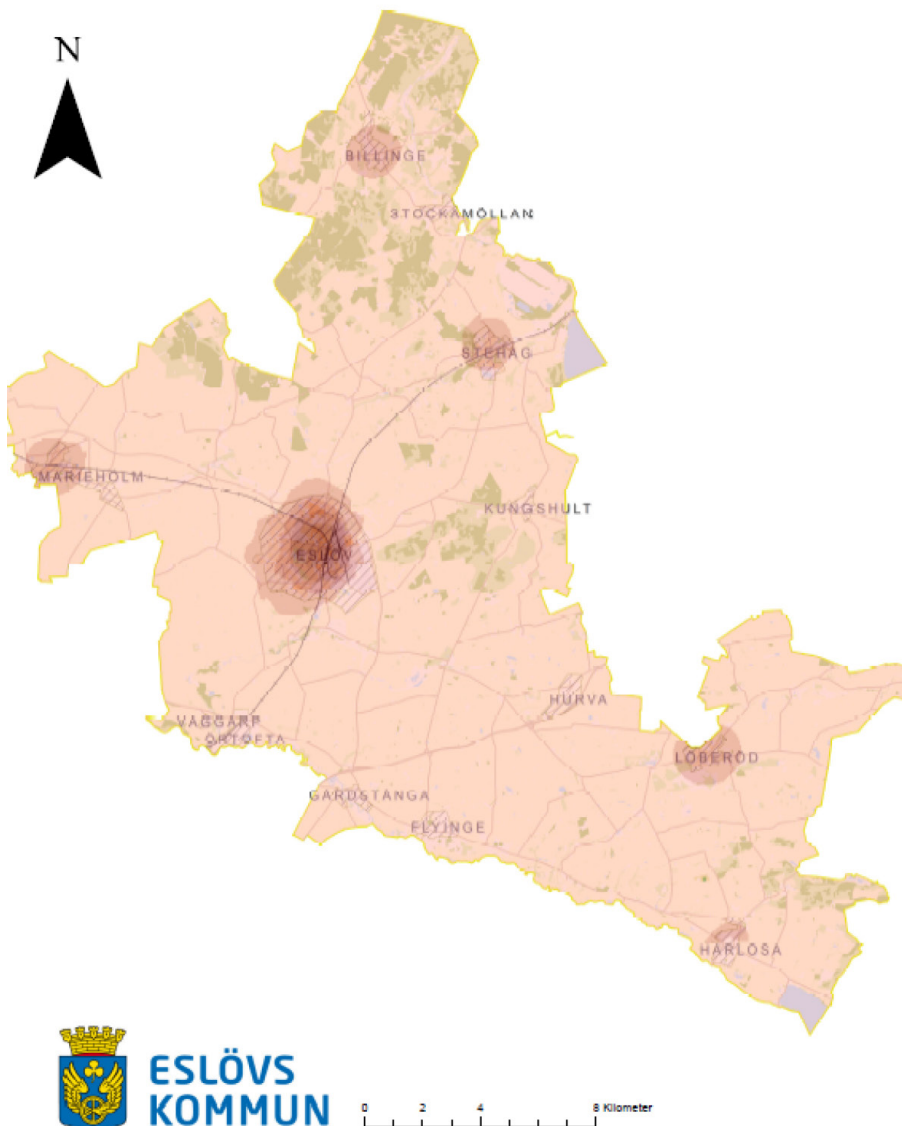 N
BILLINGE
STOCKAMÖLLAN
STEHAG
MARIEHOLM
KUNGSHULT
ESLÖV
HURVA
VÄGGARP
ÖRTOFTA
LÖBERÖD
GÅRDSTÅNGA
FLYINGE
HARLÖSA
ESLÖVS
KOMMUN
0 2 4 8 Kilometer